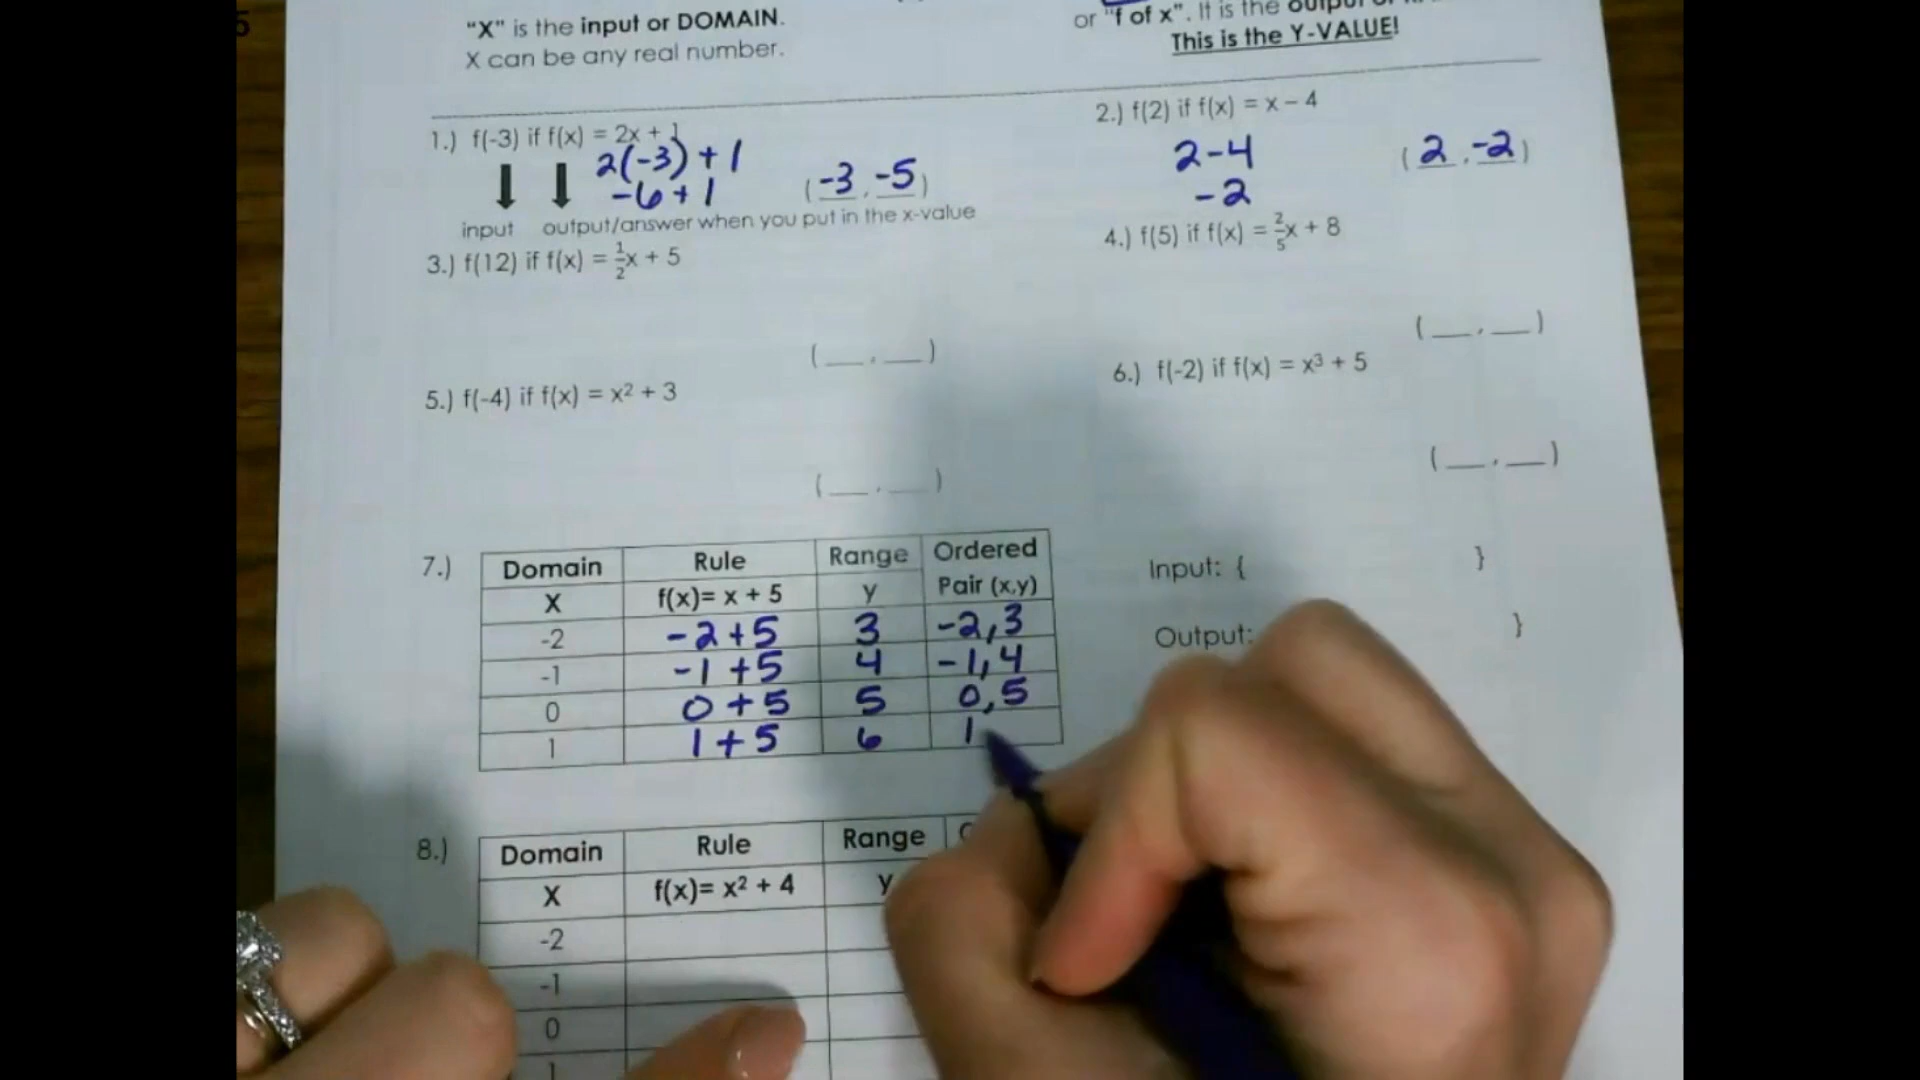 5
"X" is the input or DOMAIN.
X can be any real number.
or "f of x". It is the output or
This is the Y-VALUE!
1.) f(-3) if f(x) = 2x + 1
2(-3) + 1
-6 + 1
(-3, -5)
input output/answer when you put in the x-value
2.) f(2) if f(x) = x – 4
2-4
-2
(2, -2)
3.) f(12) if f(x) = 1/2x + 5
(__, __)
4.) f(5) if f(x) = 2/5x + 8
(__, __)
5.) f(-4) if f(x) = x² + 3
(__, __)
6.) f(-2) if f(x) = x³ + 5
(__, __)
7.)
Domain Rule Range Ordered
X f(x)= x + 5 y Pair (x,y)
-2 -2+5 3 -2,3
-1 -1+5 4 -1,4
0 0+5 5 0,5
1 1+5 6 1
Input: { }
Output: }
8.)
Domain Rule Range
X f(x)= x² + 4 y
-2
-1
0
1